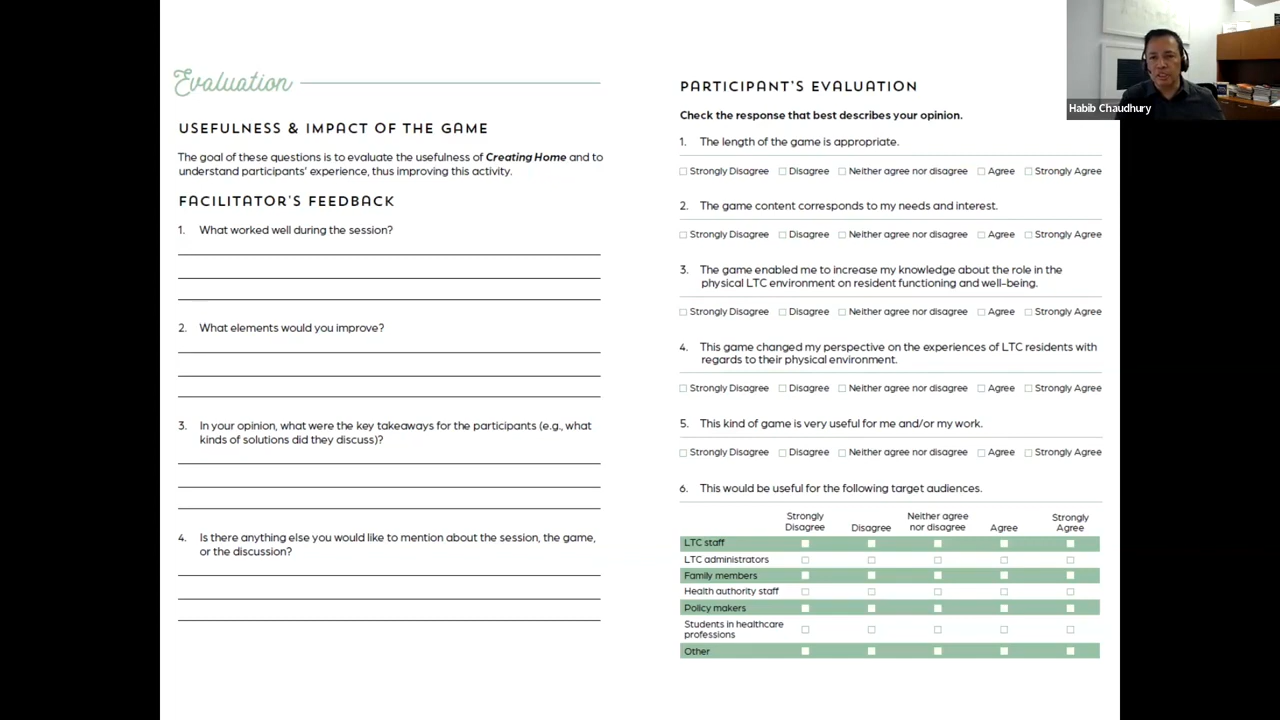 Evaluation
USEFULNESS & IMPACT OF THE GAME
The goal of these questions is to evaluate the usefulness of Creating Home and to
understand participants' experience, thus improving this activity.
FACILITATOR'S FEEDBACK
1. What worked well during the session?
2. What elements would you improve?
3. In your opinion, what were the key takeaways for the participants (e.g., what
kinds of solutions did they discuss)?
4. Is there anything else you would like to mention about the session, the game,
or the discussion?
PARTICIPANT'S EVALUATION
Check the response that best describes your opinion.
1. The length of the game is appropriate.
Strongly Disagree Disagree Neither agree nor disagree Agree Strongly Agree
2. The game content corresponds to my needs and interest.
Strongly Disagree Disagree Neither agree nor disagree Agree Strongly Agree
3. The game enabled me to increase my knowledge about the role in the
physical LTC environment on resident functioning and well-being.
Strongly Disagree Disagree Neither agree nor disagree Agree Strongly Agree
4. This game changed my perspective on the experiences of LTC residents with
regards to their physical environment.
Strongly Disagree Disagree Neither agree nor disagree Agree Strongly Agree
5. This kind of game is very useful for me and/or my work.
Strongly Disagree Disagree Neither agree nor disagree Agree Strongly Agree
6. This would be useful for the following target audiences.
Strongly
Disagree
Disagree
Neither agree
nor disagree
Agree
Strongly
Agree
LTC staff
LTC administrators
Family members
Health authority staff
Policy makers
Students in healthcare
professions
Other
Habib Chaudhury